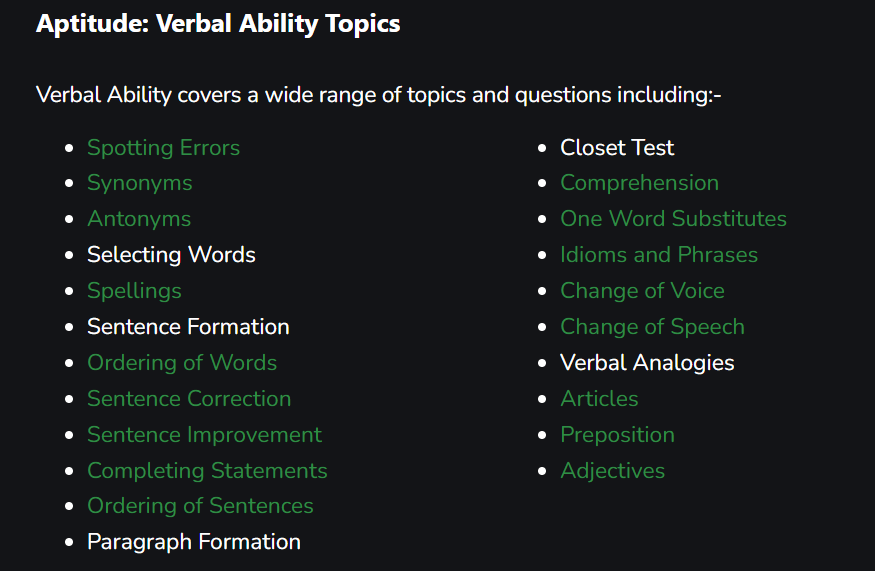 Aptitude: Verbal Ability Topics
Verbal Ability covers a wide range of topics and questions including:-
Spotting Errors
Synonyms
Antonyms
Selecting Words
Spellings
Sentence Formation
Ordering of Words
Sentence Correction
Sentence Improvement
Completing Statements
Ordering of Sentences
Paragraph Formation
Closet Test
Comprehension
One Word Substitutes
Idioms and Phrases
Change of Voice
Change of Speech
Verbal Analogies
Articles
Preposition
Adjectives